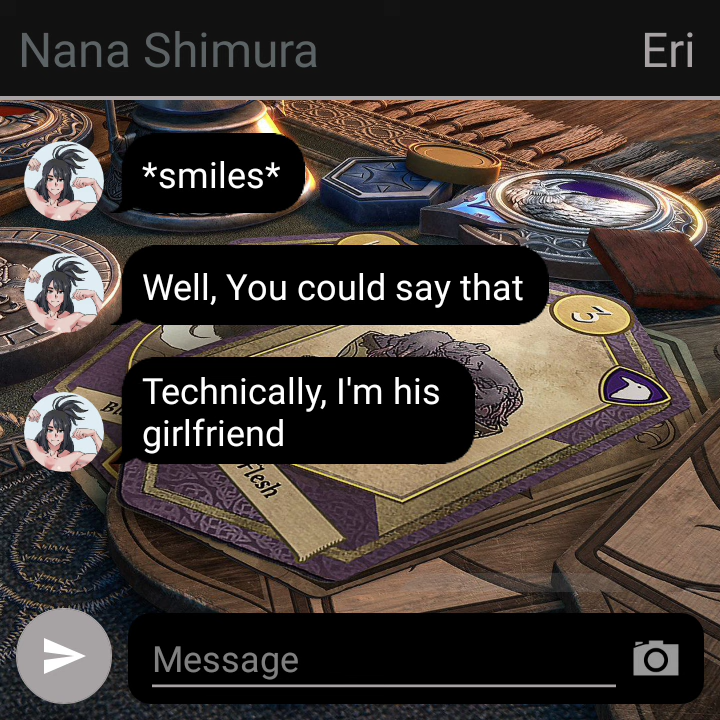 Nana Shimura
Eri
*smiles*
Well, You could say that
3
Technically, I'm his
girlfriend
Flesh
Message